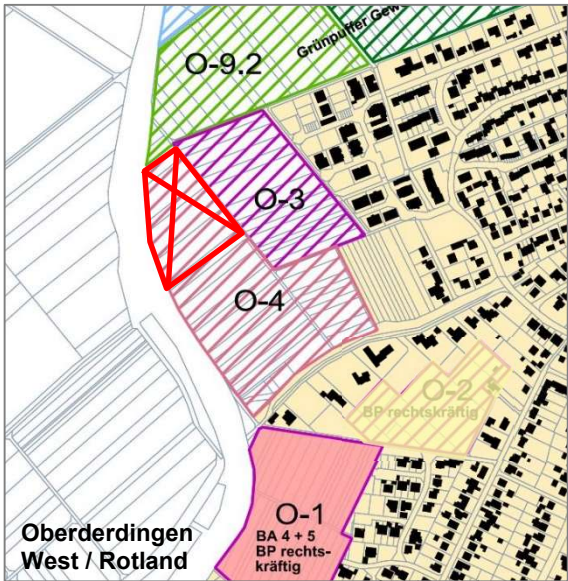 Grünpuffer Gew
O-9.2
O-3
O-4
O-2
BP rechtskräftig
O-1
BA 4 + 5
BP rechts-
kräftig
Oberderdingen
West / Rotland